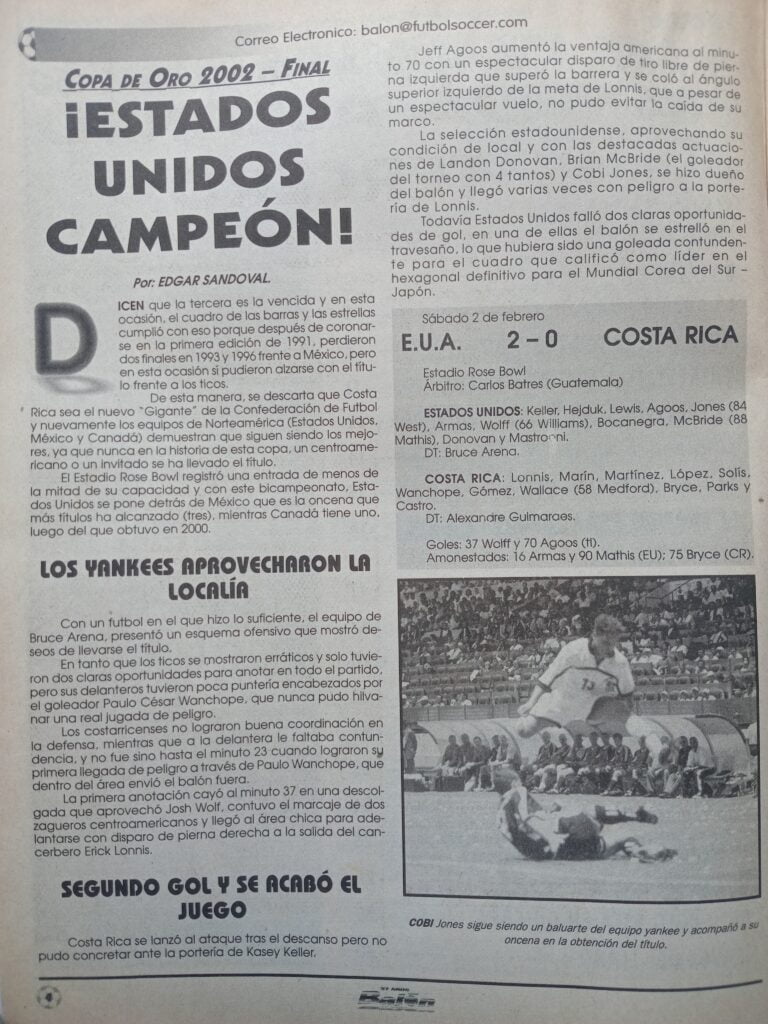 Correo Electronico: balon@futbolsoccer.com
COPA DE ORO 2002 – FINAL
¡ESTADOS
UNIDOS
CAMPEÓN!
Por: EDGAR SANDOVAL.
DICEN que la tercera es la vencida y en esta
ocasión, el cuadro de las barras y las estrellas
cumplió con eso porque después de coronar-
se en la primera edición de 1991, perdieron
dos finales en 1993 y 1996 frente a México, pero
en esta ocasión si pudieron alzarse con el títu-
lo frente a los ticos.
De esta manera, se descarta que Costa
Rica sea el nuevo "Gigante" de la Confederación de Futbol
y nuevamente los equipos de Norteamérica (Estados Unidos,
México y Canadá) demuestran que siguen siendo los mejo-
res, ya que nunca en la historia de esta copa, un centroame-
ricano o un invitado se ha llevado el título.
El Estadio Rose Bowl registró una entrada de menos de
la mitad de su capacidad y con este bicampeonato, Esta-
dos Unidos se pone detrás de México que es la oncena que
más títulos ha alcanzado (tres), mientras Canadá tiene uno,
luego del que obtuvo en 2000.
LOS YANKEES APROVECHARON LA
LOCALÍA
Con un futbol en el que hizo lo suficiente, el equipo de
Bruce Arena, presentó un esquema ofensivo que mostró de-
seos de llevarse el título.
En tanto que los ticos se mostraron erráticos y solo tuvie-
ron dos claras oportunidades para anotar en todo el partido,
pero sus delanteros tuvieron poca puntería encabezados por
el goleador Paulo César Wanchope, que nunca pudo hilva-
nar una real jugada de peligro.
Los costarricenses no lograron buena coordinación en
la defensa, mientras que a la delantera le faltaba contun-
dencia, y no fue sino hasta el minuto 23 cuando lograron su
primera llegada de peligro a través de Paulo Wanchope, que
dentro del área envió el balón fuera.
La primera anotación cayó al minuto 37 en una descol-
gada que aprovechó Josh Wolf, contuvo el marcaje de dos
zagueros centroamericanos y llegó al área chica para ade-
lantarse con disparo de pierna derecha a la salida del can-
cerbero Erick Lonnis.
SEGUNDO GOL Y SE ACABÓ EL
JUEGO
Costa Rica se lanzó al ataque tras el descanso pero no
pudo concretar ante la portería de Kasey Keller.
Jeff Agoos aumentó la ventaja americana al minu-
to 70 con un espectacular disparo de tiro libre de pier-
na izquierda que superó la barrera y se coló al ángulo
superior izquierdo de la meta de Lonnis, que a pesar de
un espectacular vuelo, no pudo evitar la caída de su
marco.
La selección estadounidense, aprovechando su
condición de local y con las destacadas actuacio-
nes de Landon Donovan, Brian McBride (el goleador
del torneo con 4 tantos) y Cobi Jones, se hizo dueño
del balón y llegó varias veces con peligro a la porte-
ría de Lonnis.
Todavía Estados Unidos falló dos claras oportunida-
des de gol, en una de ellas el balón se estrelló en el
travesaño, lo que hubiera sido una goleada contunden-
te para el cuadro que calificó como líder en el
hexagonal definitivo para el Mundial Corea del Sur –
Japón.
Sábado 2 de febrero
E.U.A. 2 – 0 COSTA RICA
Estadio Rose Bowl
Árbitro: Carlos Batres (Guatemala)
ESTADOS UNIDOS: Keller, Hejduk, Lewis, Agoos, Jones (84
West), Armas, Wolff (66 Williams), Bocanegra, McBride (88
Mathis), Donovan y Mastroeni.
DT: Bruce Arena.
COSTA RICA: Lonnis, Marín, Martínez, López, Solís,
Wanchope, Gómez, Wallace (58 Medford), Bryce, Parks y
Castro.
DT: Alexandre Guimaraes.
Goles: 37 Wolff y 70 Agoos (tl).
Amonestados: 16 Armas y 90 Mathis (EU); 75 Bryce (CR).
13
COBI Jones sigue siendo un baluarte del equipo yankee y acompañó a su
oncena en la obtención del título.
4
Balón